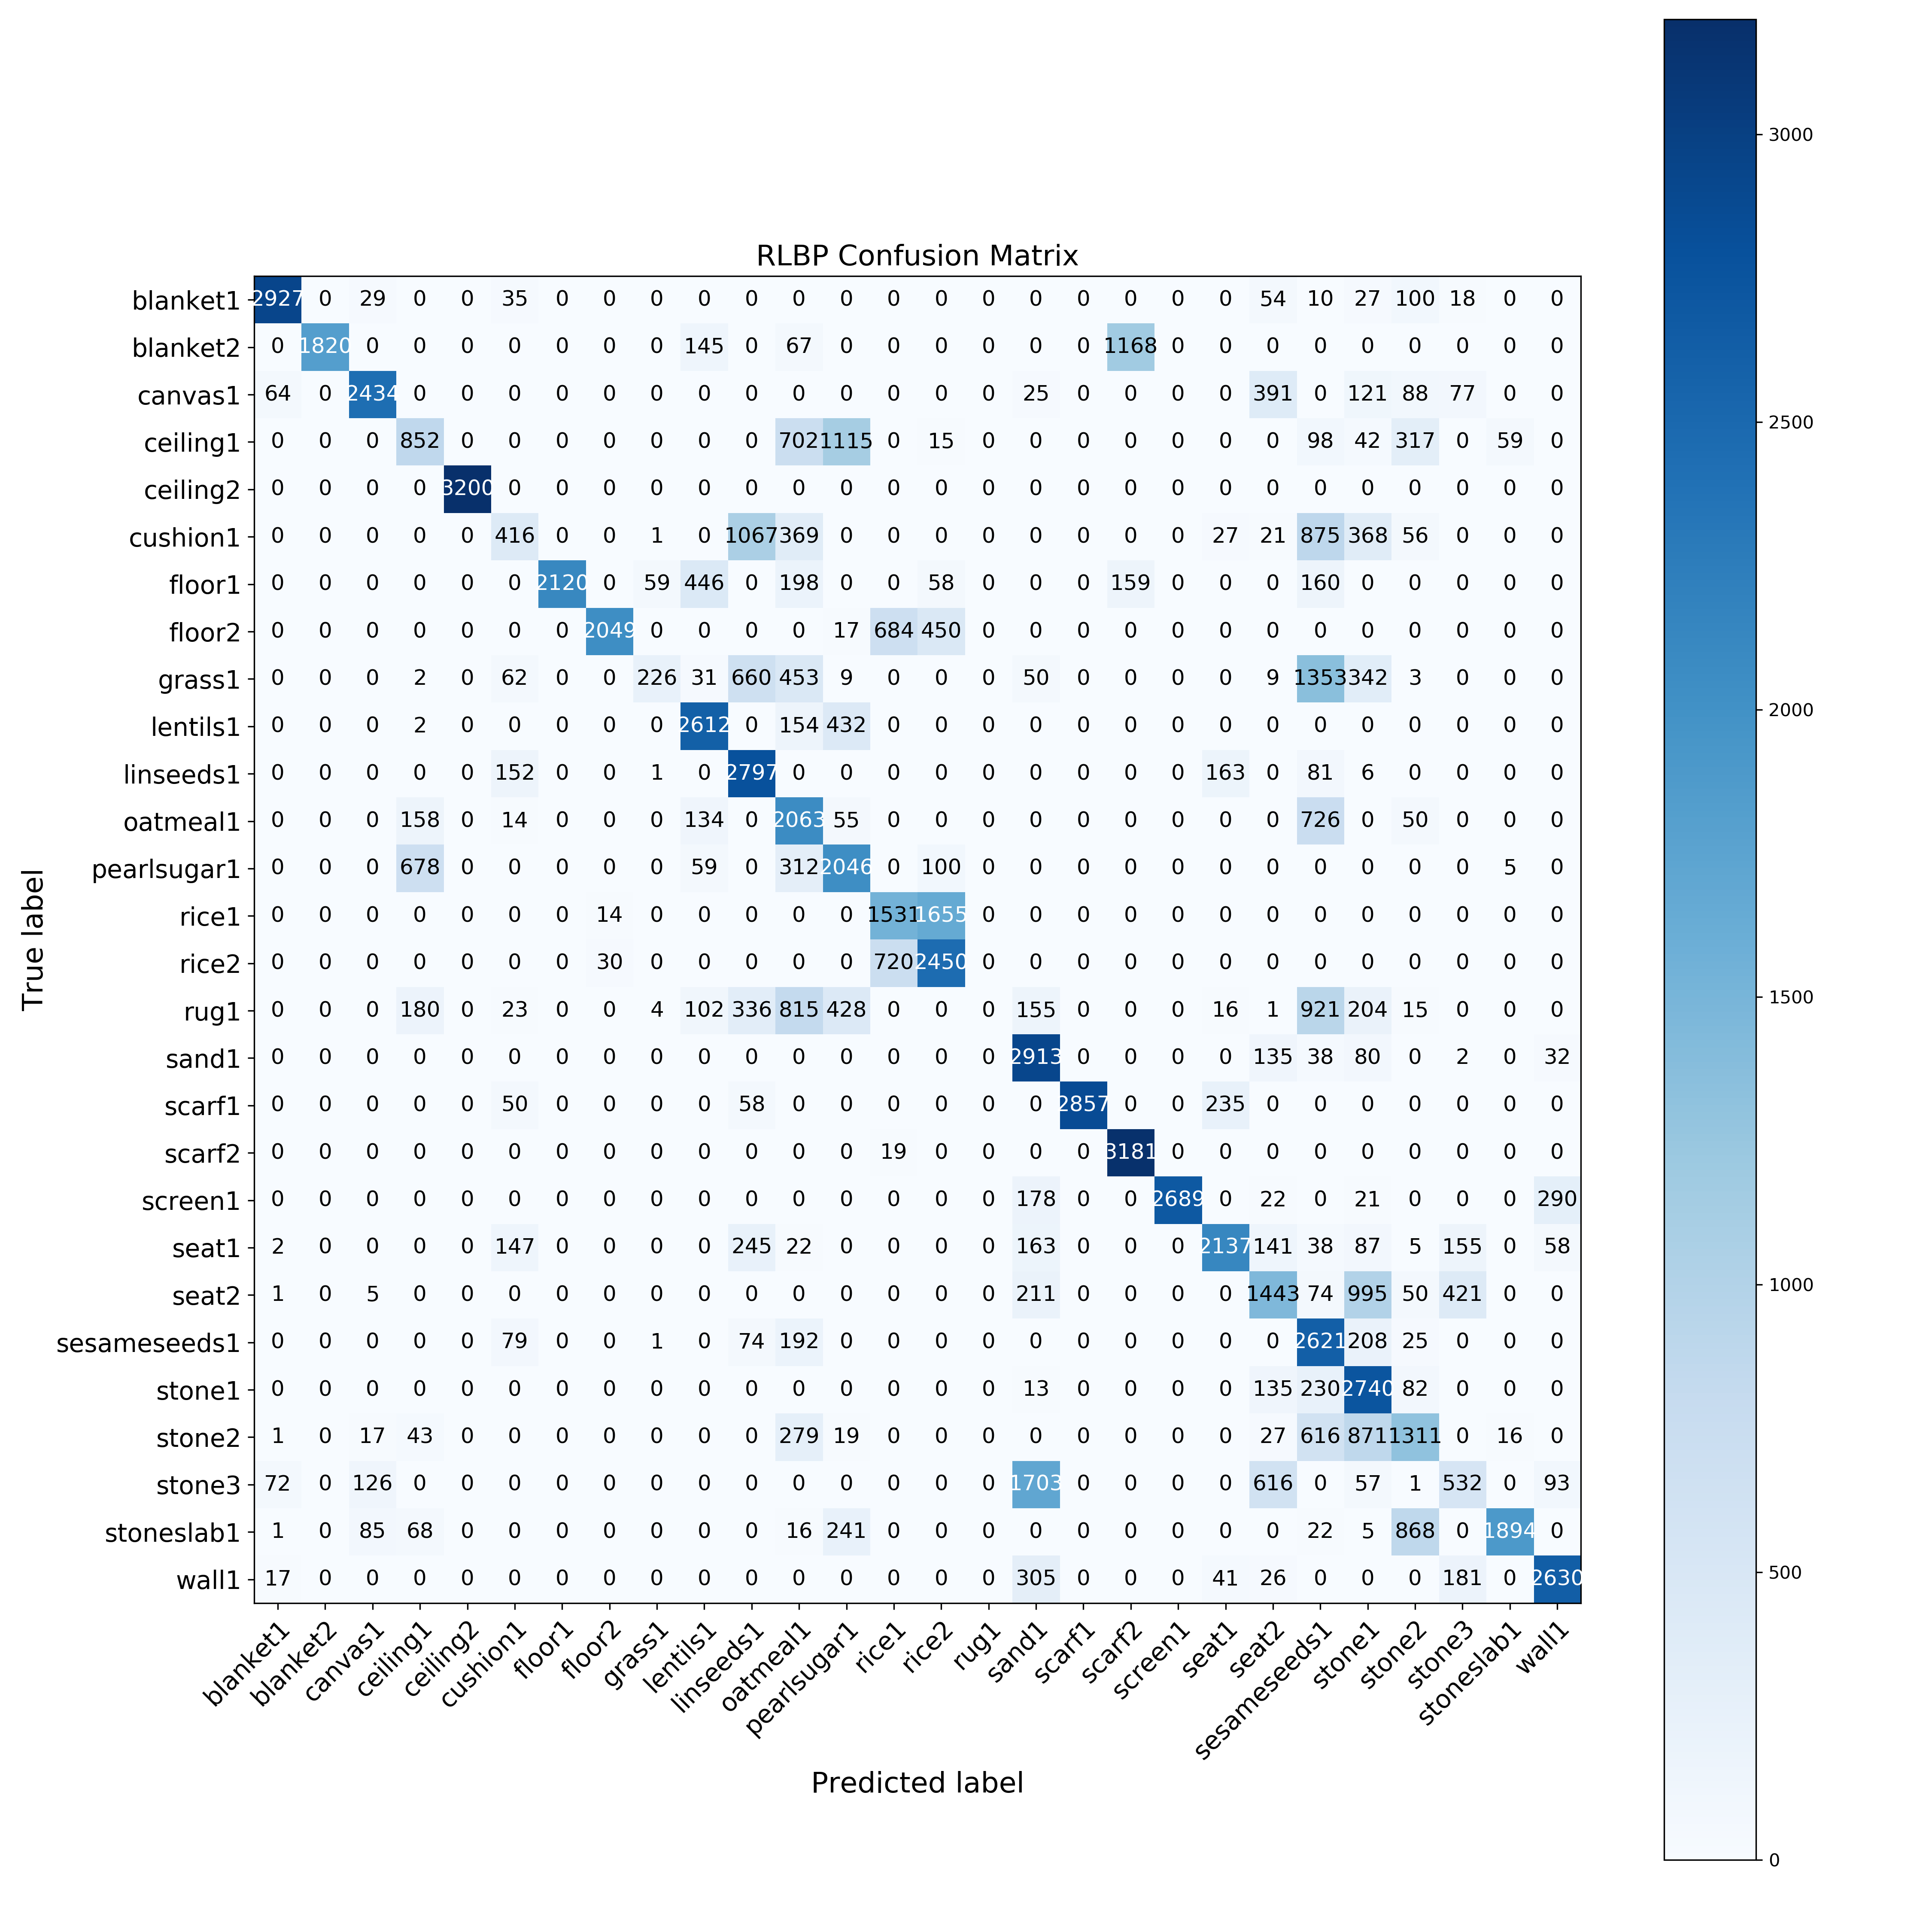 RLBP Confusion Matrix
blanket1 2927 0 29 0 0 35 0 0 0 0 0 0 0 0 0 0 0 0 0 0 0 54 10 27 100 18 0 0
blanket2 0 1820 0 0 0 0 0 0 0 145 0 67 0 0 0 0 0 0 1168 0 0 0 0 0 0 0 0 0
canvas1 64 0 2434 0 0 0 0 0 0 0 0 0 0 0 0 0 25 0 0 0 0 391 0 121 88 77 0 0
ceiling1 0 0 0 852 0 0 0 0 0 0 0 702 1115 0 15 0 0 0 0 0 0 0 98 42 317 0 59 0
ceiling2 0 0 0 0 3200 0 0 0 0 0 0 0 0 0 0 0 0 0 0 0 0 0 0 0 0 0 0 0
cushion1 0 0 0 0 0 416 0 0 1 0 1067 369 0 0 0 0 0 0 0 0 27 21 875 368 56 0 0 0
floor1 0 0 0 0 0 0 2120 0 59 446 0 198 0 0 58 0 0 0 159 0 0 0 160 0 0 0 0 0
floor2 0 0 0 0 0 0 0 2049 0 0 0 0 17 684 450 0 0 0 0 0 0 0 0 0 0 0 0 0
grass1 0 0 0 2 0 62 0 0 226 31 660 453 9 0 0 0 50 0 0 0 0 9 1353 342 3 0 0 0
lentils1 0 0 0 2 0 0 0 0 0 2612 0 154 432 0 0 0 0 0 0 0 0 0 0 0 0 0 0 0
linseeds1 0 0 0 0 0 152 0 0 1 0 2797 0 0 0 0 0 0 0 0 0 163 0 81 6 0 0 0 0
oatmeal1 0 0 0 158 0 14 0 0 0 134 0 2063 55 0 0 0 0 0 0 0 0 0 726 0 50 0 0 0
pearlsugar1 0 0 0 678 0 0 0 0 0 59 0 312 2046 0 100 0 0 0 0 0 0 0 0 0 0 0 5 0
rice1 0 0 0 0 0 0 0 14 0 0 0 0 0 1531 1655 0 0 0 0 0 0 0 0 0 0 0 0 0
rice2 0 0 0 0 0 0 0 30 0 0 0 0 0 720 2450 0 0 0 0 0 0 0 0 0 0 0 0 0
rug1 0 0 0 180 0 23 0 0 4 102 336 815 428 0 0 0 155 0 0 0 16 1 921 204 15 0 0 0
sand1 0 0 0 0 0 0 0 0 0 0 0 0 0 0 0 0 2913 0 0 0 0 135 38 80 0 2 0 32
scarf1 0 0 0 0 0 50 0 0 0 0 58 0 0 0 0 0 0 2857 0 0 235 0 0 0 0 0 0 0
scarf2 0 0 0 0 0 0 0 0 0 0 0 0 0 19 0 0 0 0 3181 0 0 0 0 0 0 0 0 0
screen1 0 0 0 0 0 0 0 0 0 0 0 0 0 0 0 0 178 0 0 2689 0 22 0 21 0 0 0 290
seat1 2 0 0 0 0 147 0 0 0 0 245 22 0 0 0 0 163 0 0 0 2137 141 38 87 5 155 0 58
seat2 1 0 5 0 0 0 0 0 0 0 0 0 0 0 0 0 211 0 0 0 0 1443 74 995 50 421 0 0
sesameseeds1 0 0 0 0 0 79 0 0 1 0 74 192 0 0 0 0 0 0 0 0 0 0 2621 208 25 0 0 0
stone1 0 0 0 0 0 0 0 0 0 0 0 0 0 0 0 0 13 0 0 0 0 135 230 2740 82 0 0 0
stone2 1 0 17 43 0 0 0 0 0 0 0 279 19 0 0 0 0 0 0 0 0 27 616 871 1311 0 16 0
stone3 72 0 126 0 0 0 0 0 0 0 0 0 0 0 0 0 1703 0 0 0 0 616 0 57 1 532 0 93
stoneslab1 1 0 85 68 0 0 0 0 0 0 0 16 241 0 0 0 0 0 0 0 0 0 22 5 868 0 1894 0
wall1 17 0 0 0 0 0 0 0 0 0 0 0 0 0 0 0 305 0 0 0 41 26 0 0 0 181 0 2630
blanket1 blanket2 canvas1 ceiling1 ceiling2 cushion1 floor1 floor2 grass1 lentils1 linseeds1 oatmeal1 pearlsugar1 rice1 rice2 rug1 sand1 scarf1 scarf2 screen1 seat1 seat2 sesameseeds1 stone1 stone2 stone3 stoneslab1 wall1
Predicted label
True label
3000
2500
2000
1500
1000
500
0